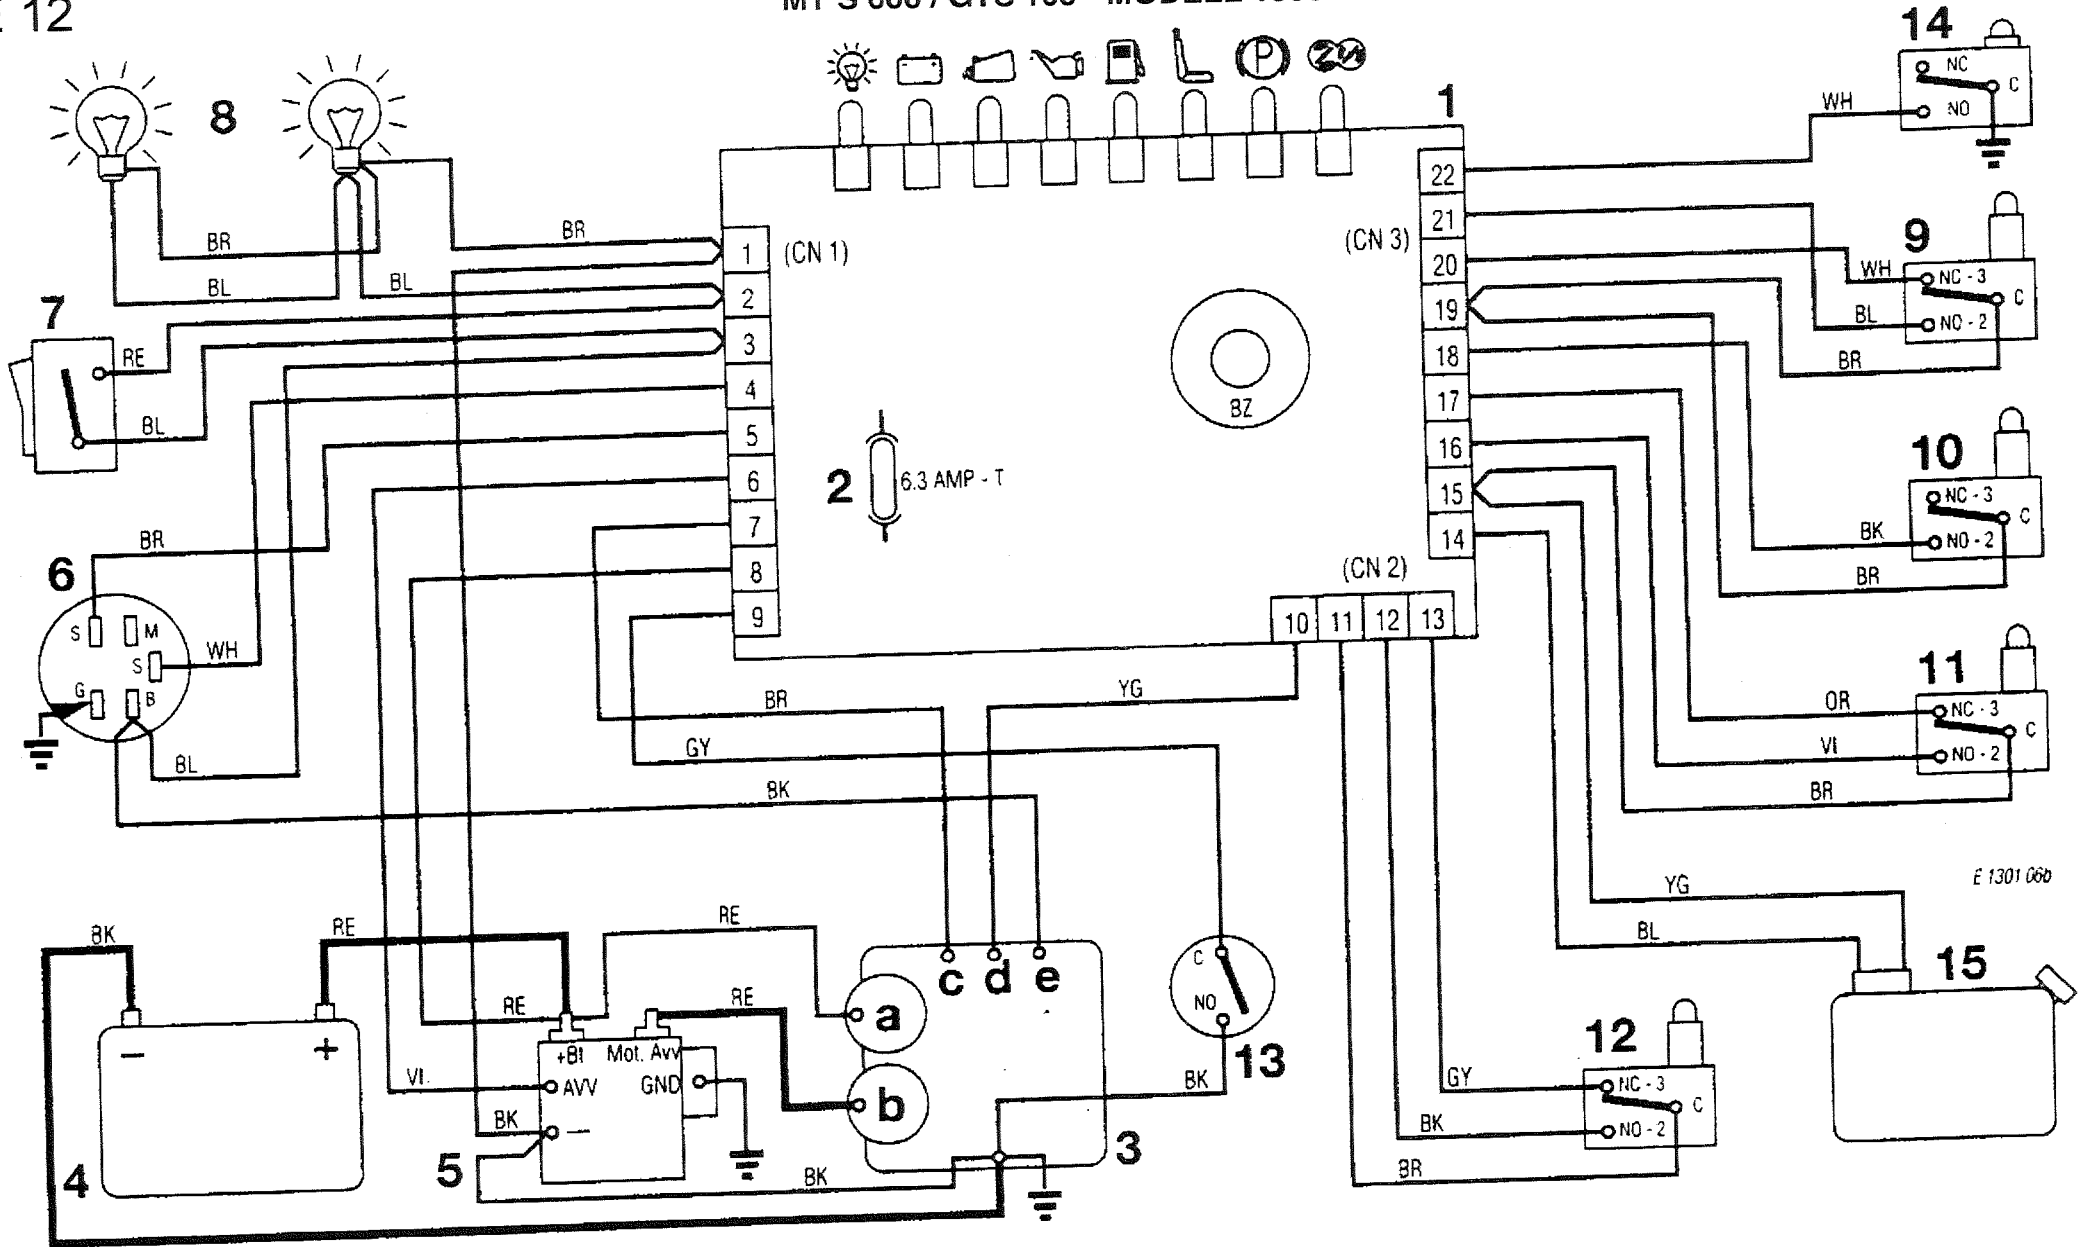 12
14
NC
C
NO
WH
8
P
1
22
21
(CN 3)
20
19
18
17
16
15
14
1
(CN 1)
2
3
4
5
6
7
8
9
BR
BR
BL
BL
9
WH
NC - 3
C
NO - 2
BL
BR
7
RE
BL
BZ
2
6.3 AMP - T
10
NC - 3
C
NO - 2
BK
BR
(CN 2)
10
11
12
13
6
BR
S
M
S
WH
G
B
BL
11
OR
NC - 3
C
VI
NO - 2
BR
BR
YG
GY
BK
E 1301 06b
YG
BL
15
BK
RE
RE
RE
RE
c
d
e
a
b
C
NO
13
BK
− +
+Bt
Mot. Avv
AVV
GND
VI
BK
—
4
5
BK
3
12
GY
NC - 3
C
BK
NO - 2
BR